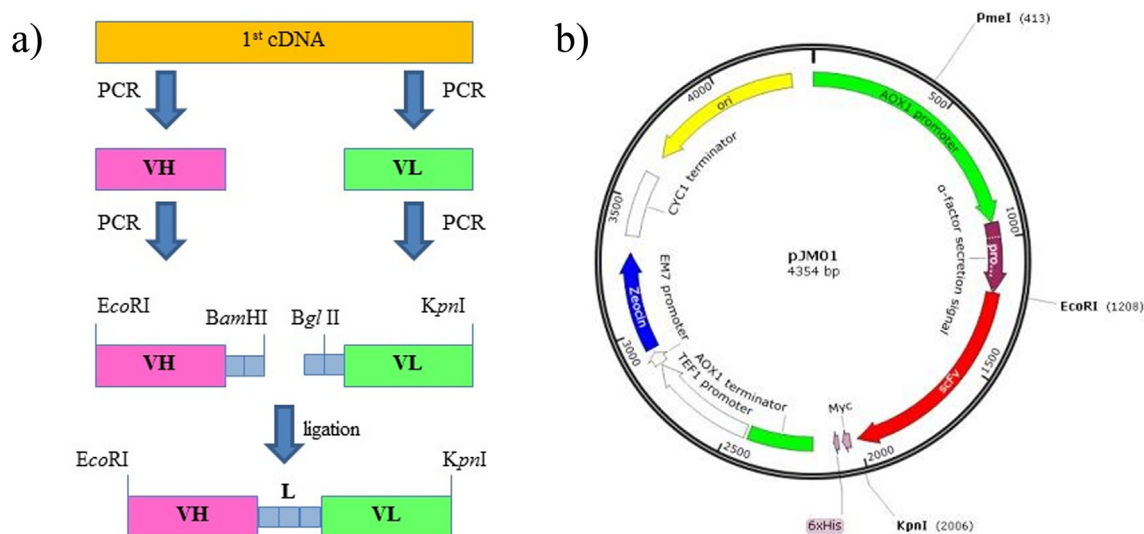 a)
1st cDNA
PCR
PCR
VH
VL
PCR
PCR
EcoRI
BamHI
Bgl II
KpnI
VH
VL
ligation
EcoRI
L
KpnI
VH
VL
b)
PmeI (413)
500
AOX1 promoter
1000
pro...
α-factor secretion signal
EcoRI (1208)
1500
scFv
2000
KpnI (2006)
Myc
6xHis
AOX1 terminator
TEF1 promoter
2500
EM7 promoter
3000
Zeocin
3500
CYC1 terminator
4000
ori
pJM01
4354 bp